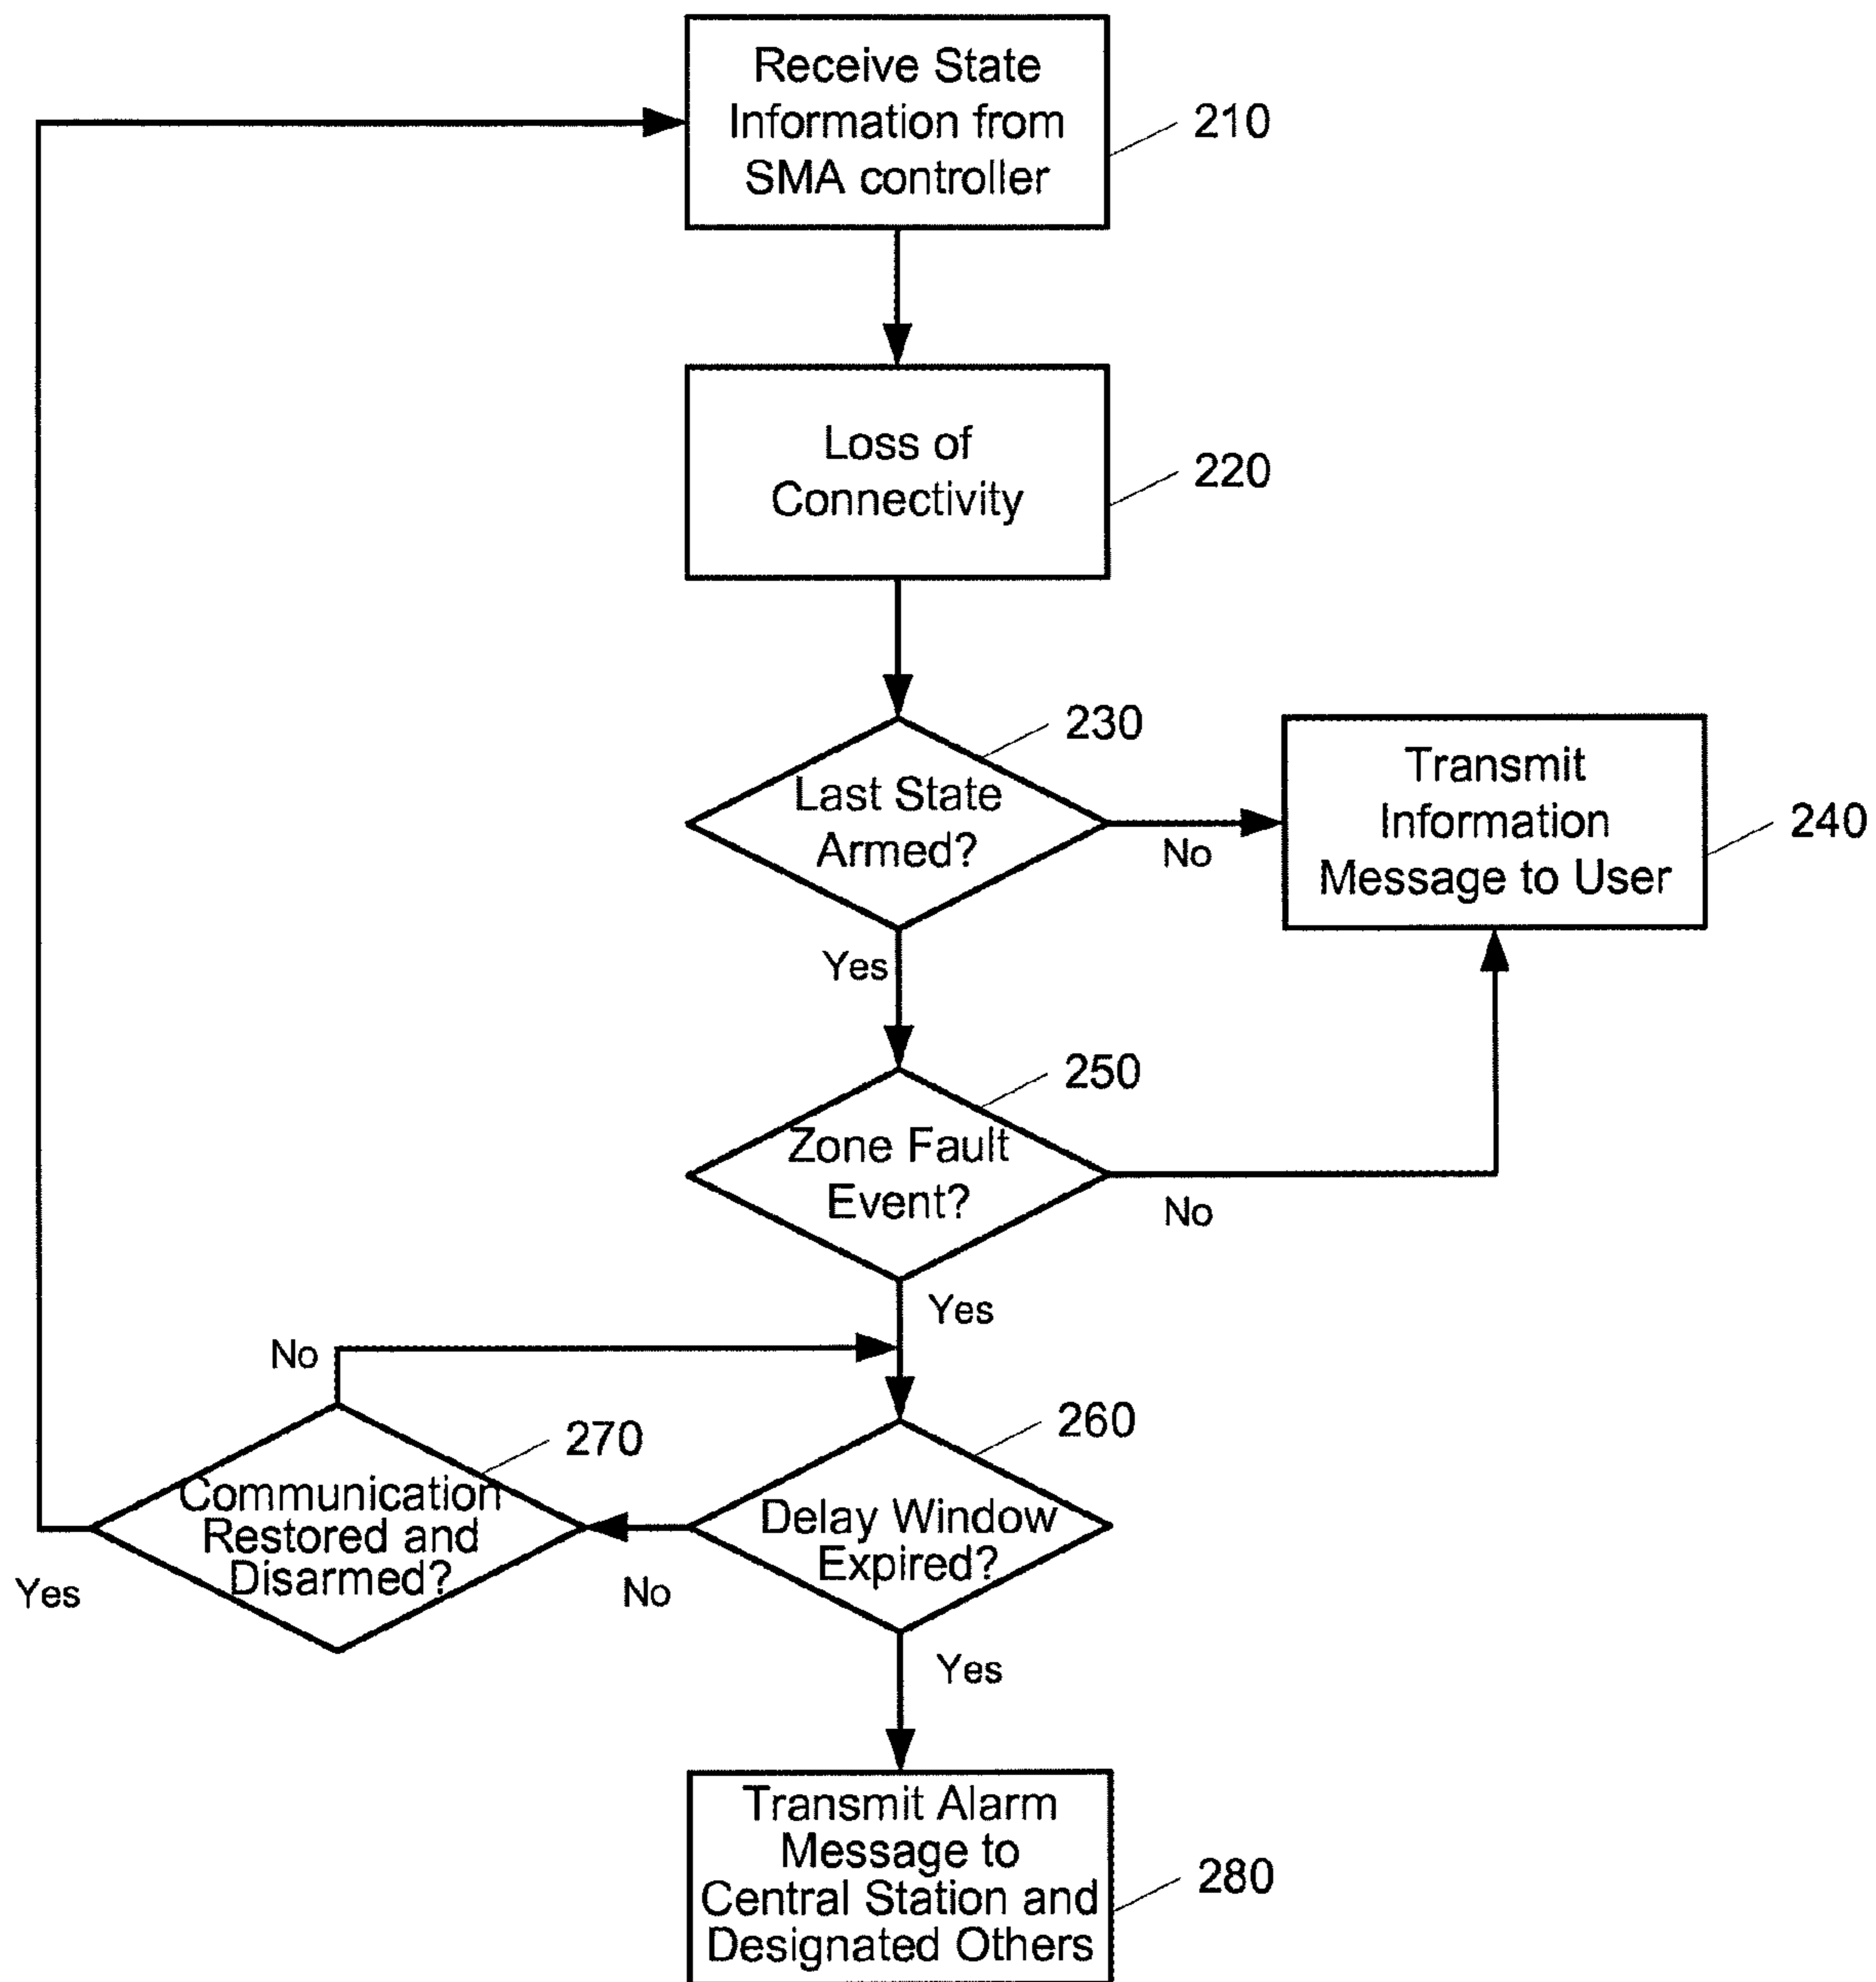 Receive State
Information from
SMA controller
210
Loss of
Connectivity
220
230
Last State
Armed?
No
Transmit
Information
Message to User
240
Yes
250
Zone Fault
Event?
No
Yes
No
270
260
Communication
Restored and
Disarmed?
Delay Window
Expired?
Yes
No
Yes
Transmit Alarm
Message to
Central Station and
Designated Others
280